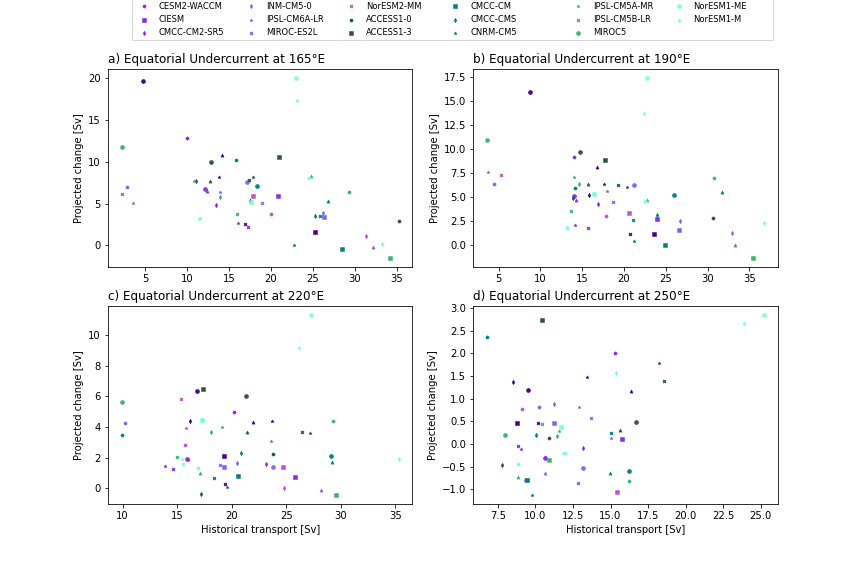 CESM2-WACCM INM-CM5-0 NorESM2-MM CMCC-CM IPSL-CM5A-MR NorESM1-ME
CIESM IPSL-CM6A-LR ACCESS1-0 CMCC-CMS IPSL-CM5B-LR NorESM1-M
CMCC-CM2-SR5 MIROC-ES2L ACCESS1-3 CNRM-CM5 MIROC5
a) Equatorial Undercurrent at 165°E
Projected change [Sv]
20
15
10
5
0
5 10 15 20 25 30 35
b) Equatorial Undercurrent at 190°E
Projected change [Sv]
17.5
15.0
12.5
10.0
7.5
5.0
2.5
0.0
5 10 15 20 25 30 35
c) Equatorial Undercurrent at 220°E
Projected change [Sv]
10
8
6
4
2
0
10 15 20 25 30 35
Historical transport [Sv]
d) Equatorial Undercurrent at 250°E
Projected change [Sv]
3.0
2.5
2.0
1.5
1.0
0.5
0.0
−0.5
−1.0
7.5 10.0 12.5 15.0 17.5 20.0 22.5 25.0
Historical transport [Sv]